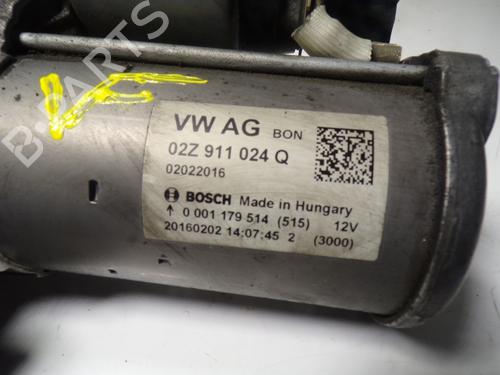 VW AG BON
02Z 911 024 Q
02022016
BOSCH Made in Hungary
↑ 0 001 179 514 (515) 12V
20160202 14:07:45 2 (3000)
B-PARTS